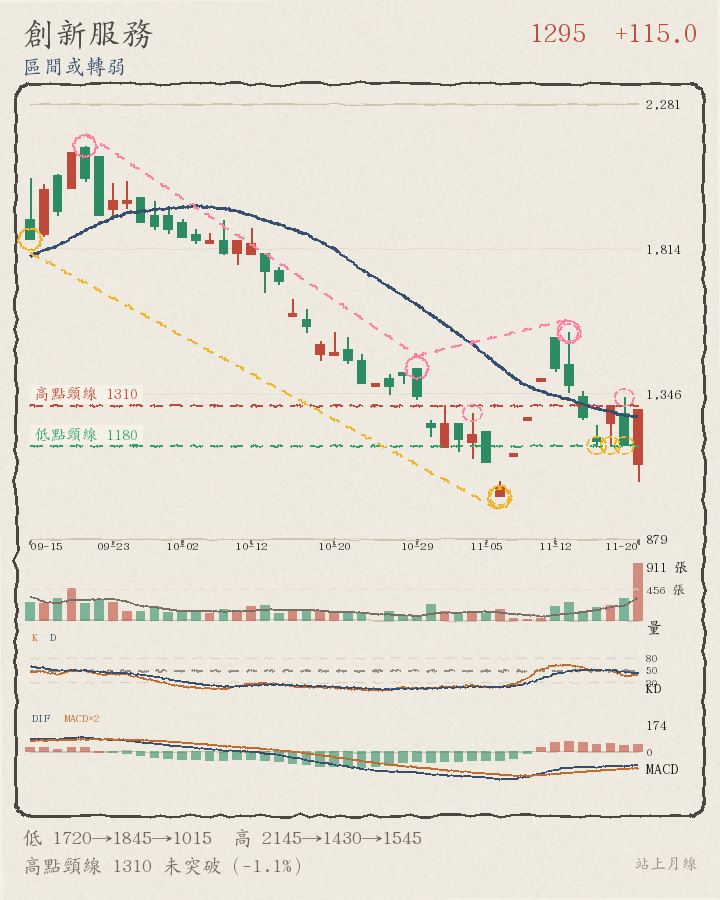 創新服務
1295 +115.0
區間或轉弱
2,281
1,814
1,346
高點頸線 1310
低點頸線 1180
879
09-15 09-23 10-02 10-12 10-20 10-29 11-05 11-12 11-20
911 張
456 張
量
K D
80
50
20
KD
DIF MACD×2
174
0
MACD
低 1720→1845→1015 高 2145→1430→1545
高點頸線 1310 未突破 (-1.1%)
站上月線